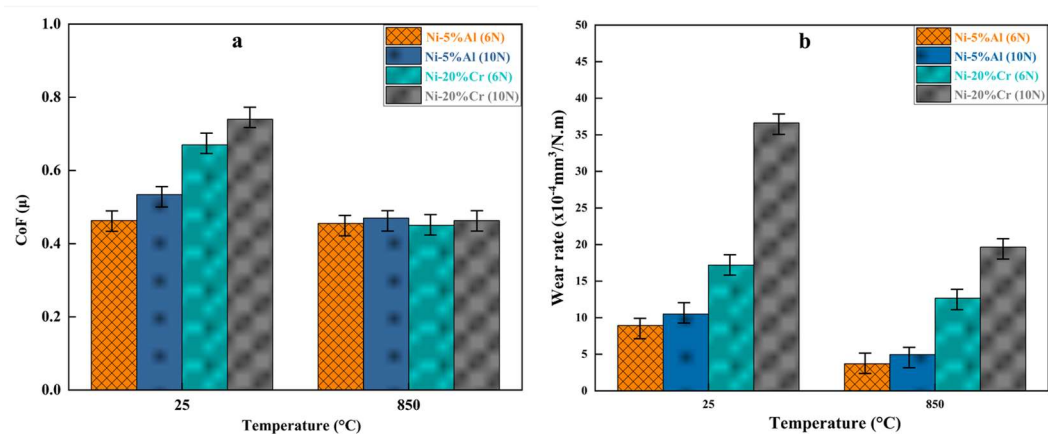 a
Ni-5%Al (6N)
Ni-5%Al (10N)
Ni-20%Cr (6N)
Ni-20%Cr (10N)
1.0
0.8
0.6
0.4
0.2
0.0
CoF (μ)
25
850
Temperature (°C)
b
Ni-5%Al (6N)
Ni-5%Al (10N)
Ni-20%Cr (6N)
Ni-20%Cr (10N)
50
45
40
35
30
25
20
15
10
5
0
Wear rate (x10⁻⁴mm³/N.m)
25
850
Temperature (°C)